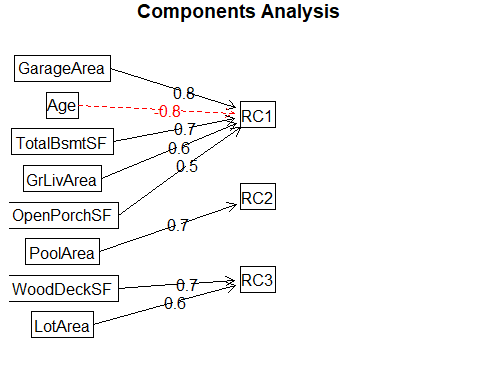 Components Analysis
GarageArea
0.8
Age
-0.8
RC1
TotalBsmtSF
0.7
GrLivArea
0.6
OpenPorchSF
0.5
RC2
PoolArea
0.7
WoodDeckSF
0.7
RC3
LotArea
0.6